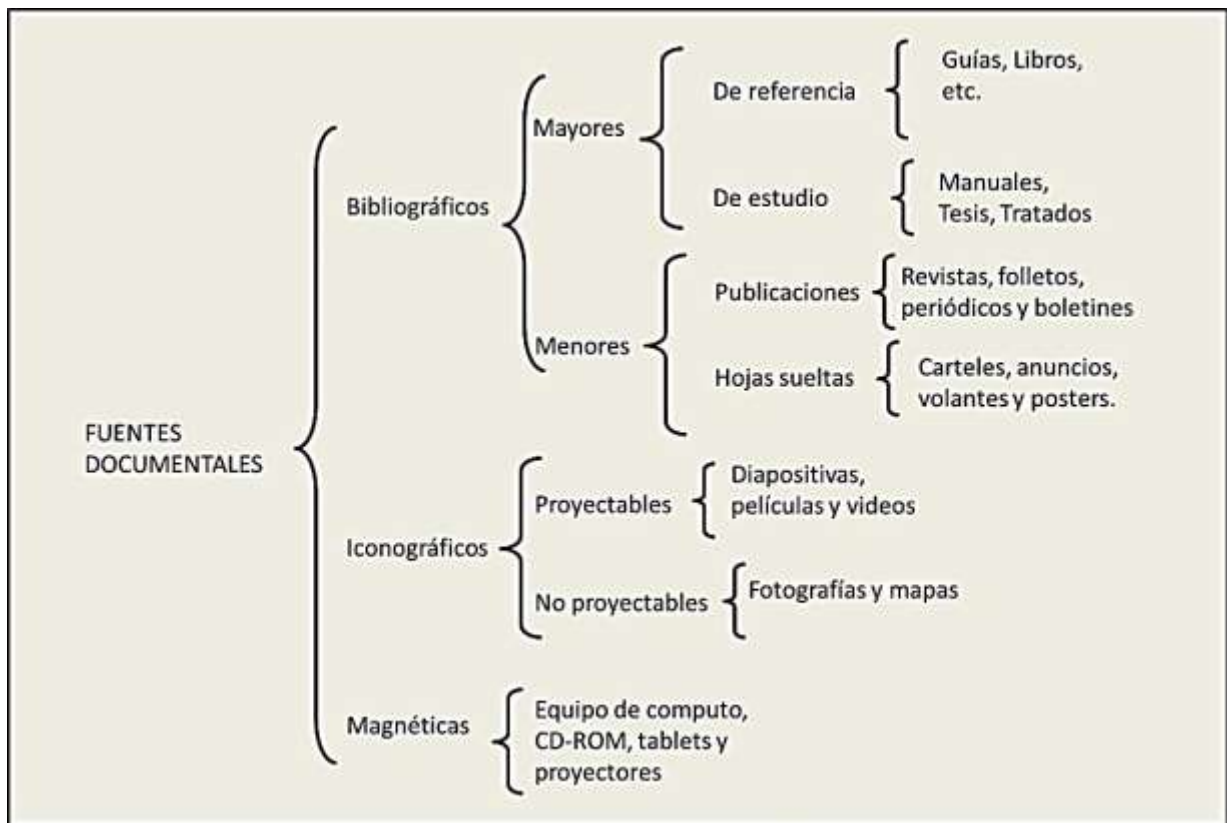 FUENTES
DOCUMENTALES
Bibliográficos
Mayores
De referencia
Guías, Libros,
etc.
De estudio
Manuales,
Tesis, Tratados
Menores
Publicaciones
Revistas, folletos,
periódicos y boletines
Hojas sueltas
Carteles, anuncios,
volantes y posters.
Iconográficos
Proyectables
Diapositivas,
películas y videos
No proyectables
Fotografías y mapas
Magnéticas
Equipo de computo,
CD-ROM, tablets y
proyectores